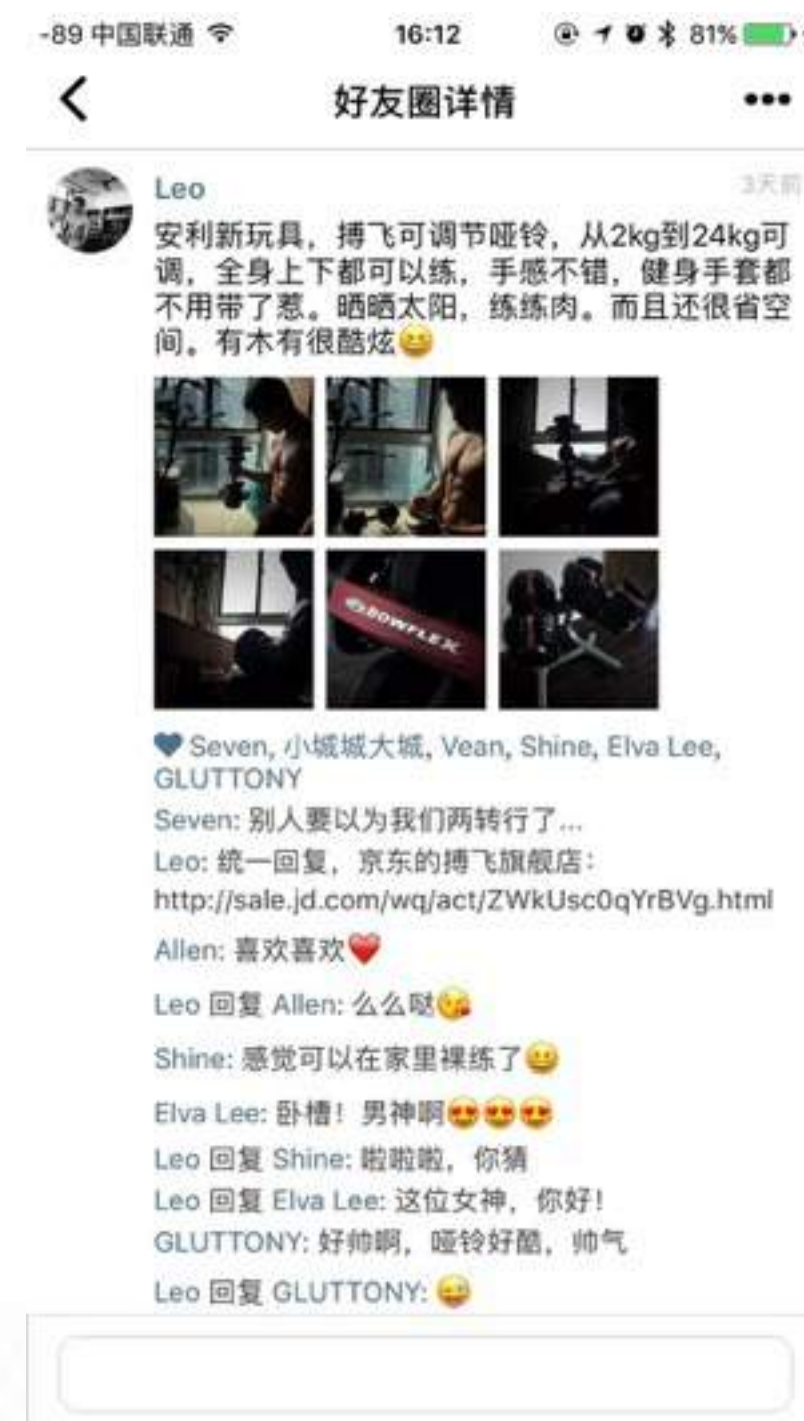 -89 中国联通 16:12 81%
好友圈详情
Leo 3天前
安利新玩具，搏飞可调节哑铃，从2kg到24kg可
调，全身上下都可以练，手感不错，健身手套都
不用带了惹。晒晒太阳，练练肉。而且还很省空
间。有木有很酷炫😆
BOWFLEX
Seven, 小城城大城, Vean, Shine, Elva Lee,
GLUTTONY
Seven: 别人要以为我们两转行了...
Leo: 统一回复，京东的搏飞旗舰店：
http://sale.jd.com/wq/act/ZWkUsc0qYrBVg.html
Allen: 喜欢喜欢❤️
Leo 回复 Allen: 么么哒😘
Shine: 感觉可以在家里裸练了😀
Elva Lee: 卧槽！男神啊😍😍😍
Leo 回复 Shine: 啦啦啦，你猜
Leo 回复 Elva Lee: 这位女神，你好！
GLUTTONY: 好帅啊，哑铃好酷，帅气
Leo 回复 GLUTTONY: 😜